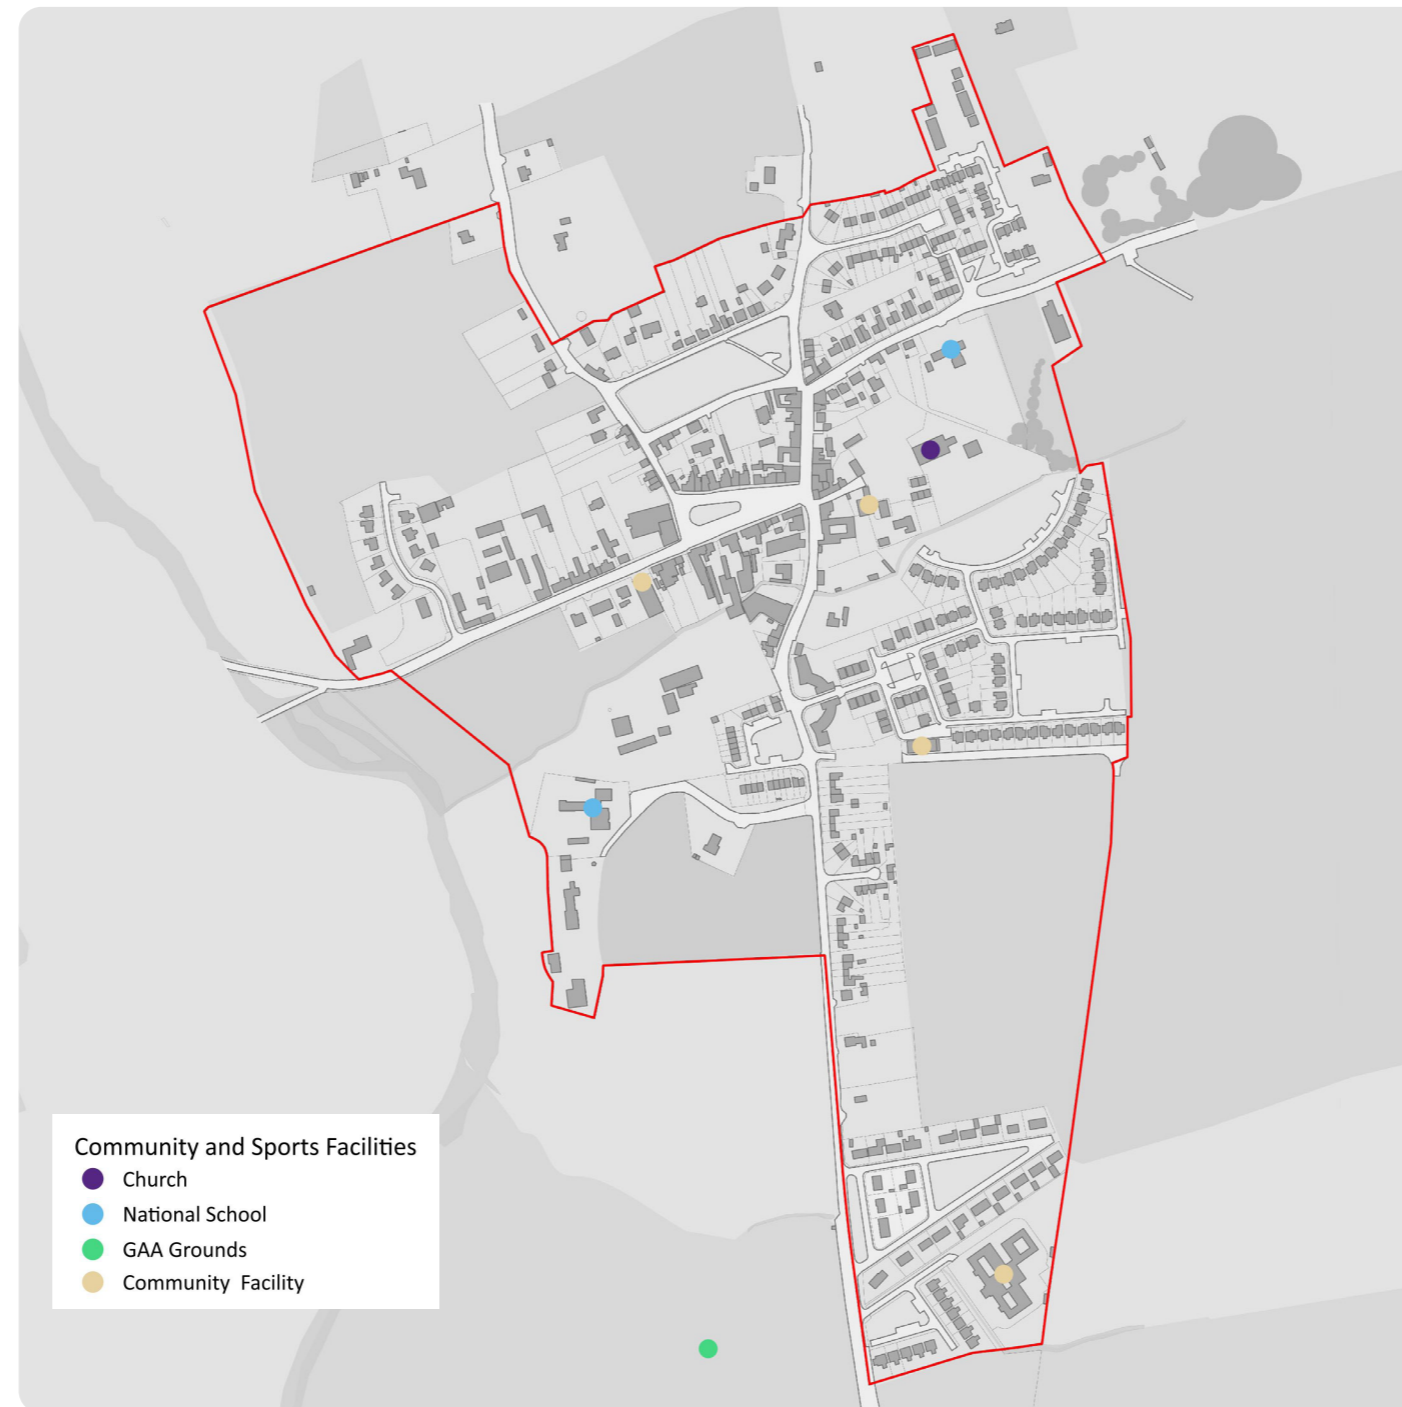 Community and Sports Facilities
Church
National School
GAA Grounds
Community Facility